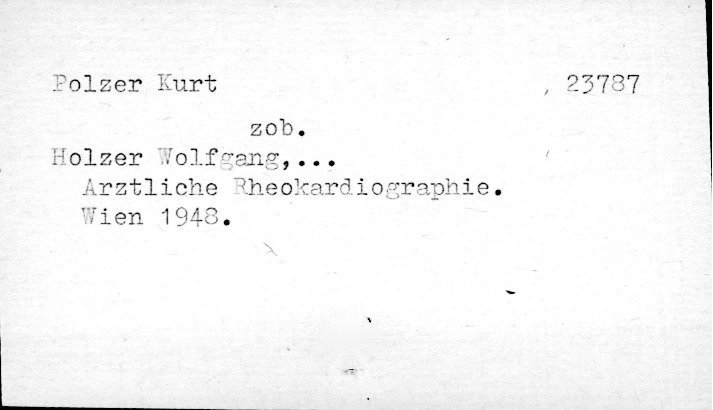 Polzer Kurt 23787
zob.
Holzer Wolfgang,...
Arztliche Rheokardiographie.
Wien 1948.